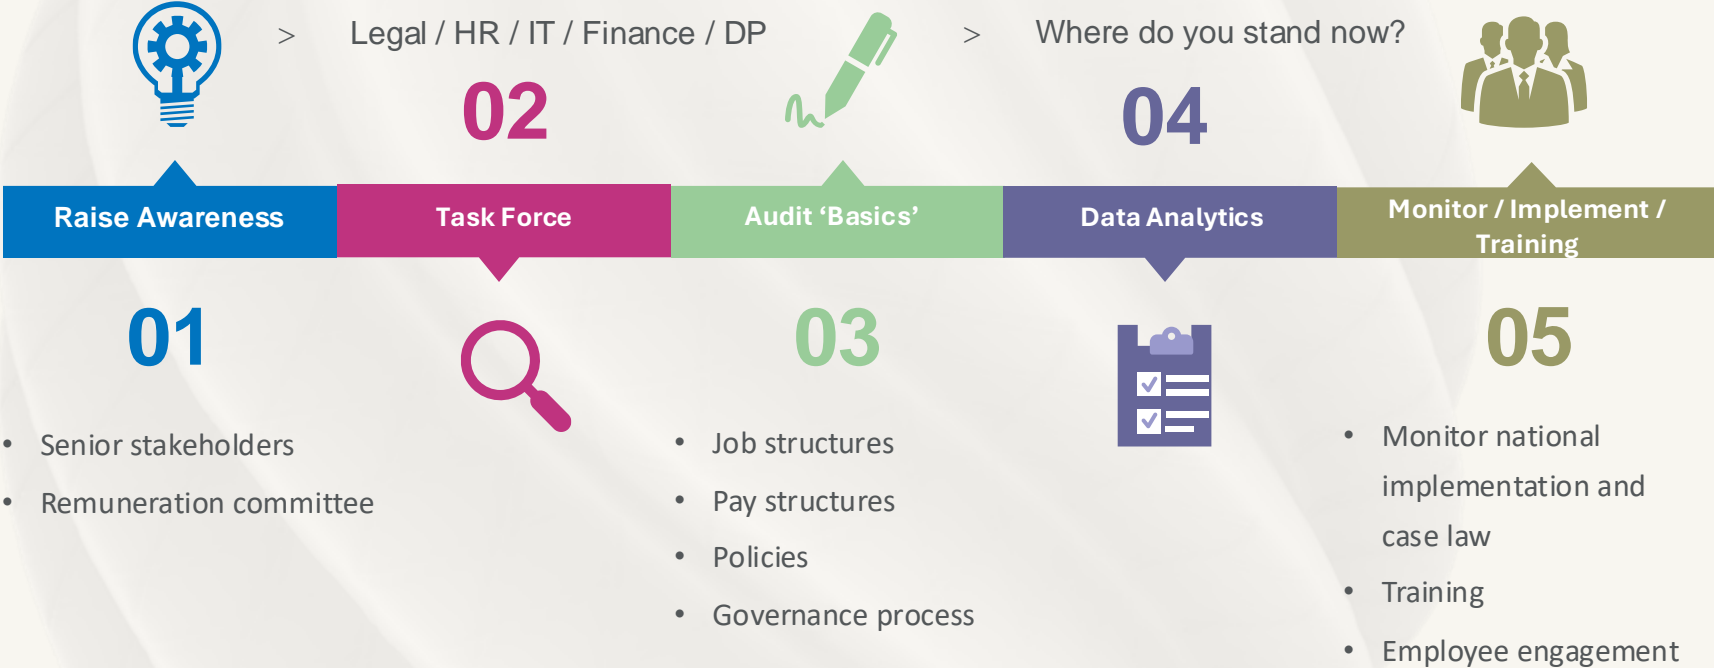 > Legal / HR / IT / Finance / DP
> Where do you stand now?
02
04
Raise Awareness
Task Force
Audit ‘Basics’
Data Analytics
Monitor / Implement /
Training
01
03
05
• Senior stakeholders
• Remuneration committee
• Job structures
• Pay structures
• Policies
• Governance process
• Monitor national
implementation and
case law
• Training
• Employee engagement